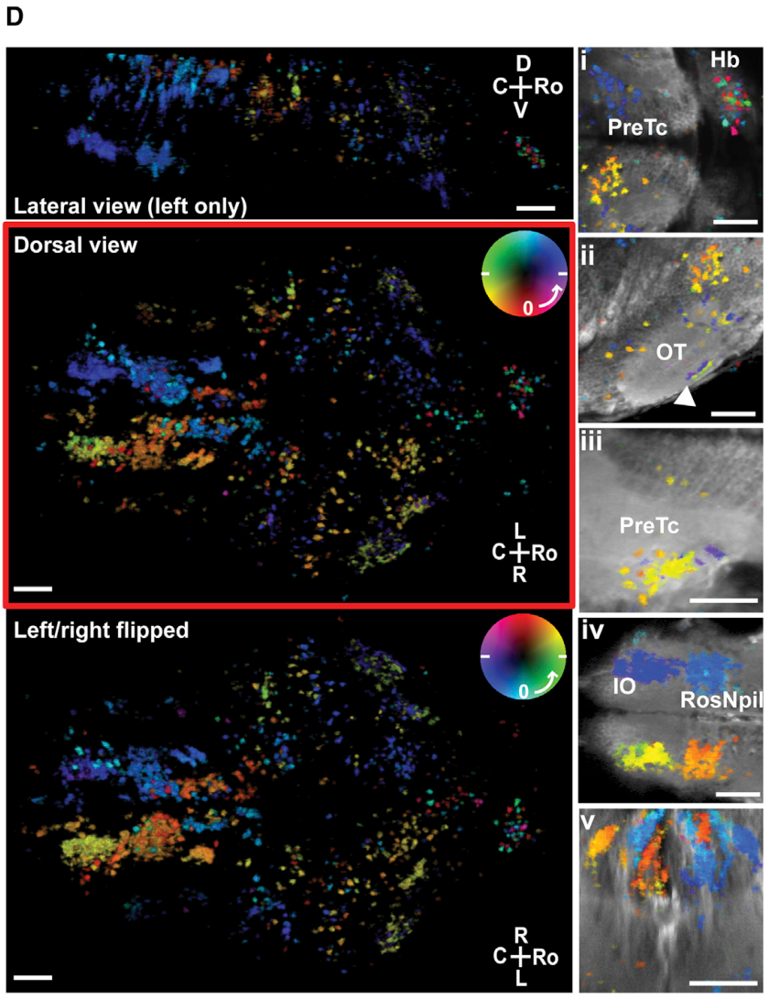 D
D
C Ro
V
Lateral view (left only)
Dorsal view
0
L
C Ro
R
Left/right flipped
0
R
C Ro
L
i
Hb
PreTc
ii
OT
iii
PreTc
iv
IO
RosNpil
v